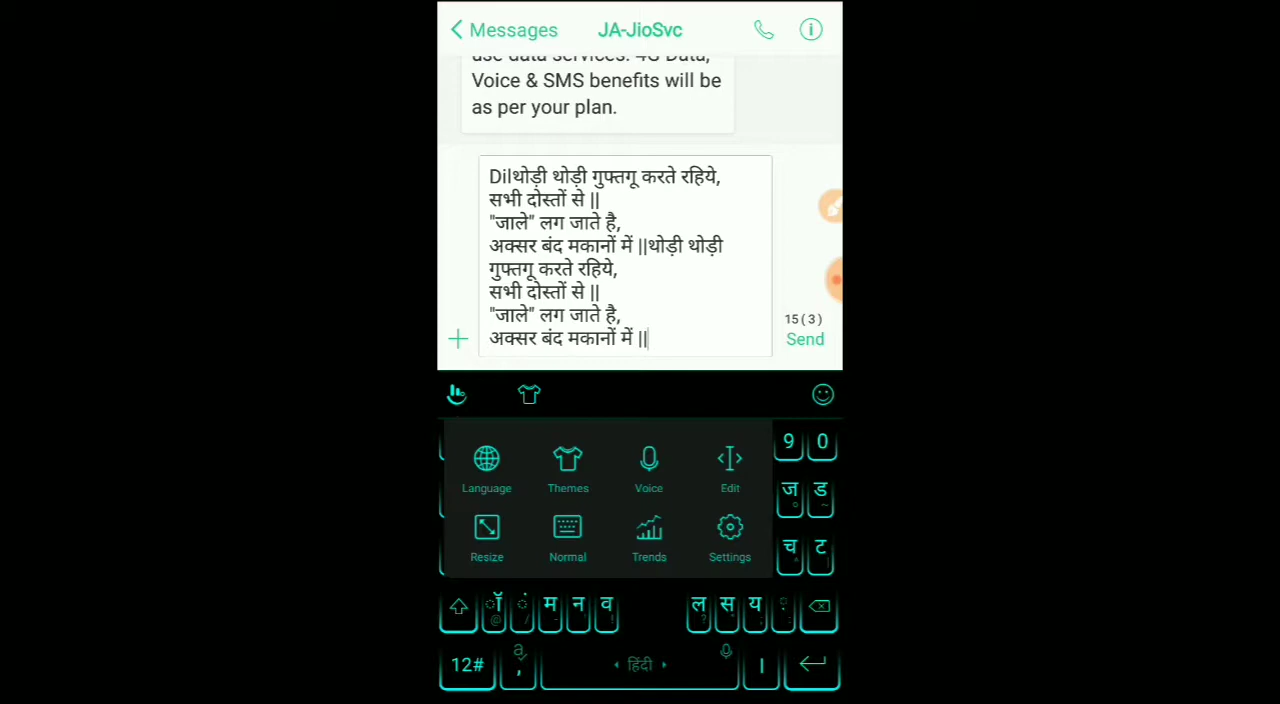 Messages
JA-JioSvc
use data services. 4G Data,
Voice & SMS benefits will be
as per your plan.
Dilथोड़ी थोड़ी गुफ्तगू करते रहिये,
सभी दोस्तों से ||
"जाले" लग जाते है,
अक्सर बंद मकानों में ||थोड़ी थोड़ी
गुफ्तगू करते रहिये,
सभी दोस्तों से ||
"जाले" लग जाते है,
अक्सर बंद मकानों में ||
15(3)
Send
Language Themes Voice Edit
Resize Normal Trends Settings
9 0
ज ड
च ट
ॉ ं म न व ल स य
@ / - ! ?
12# a , हिंदी |